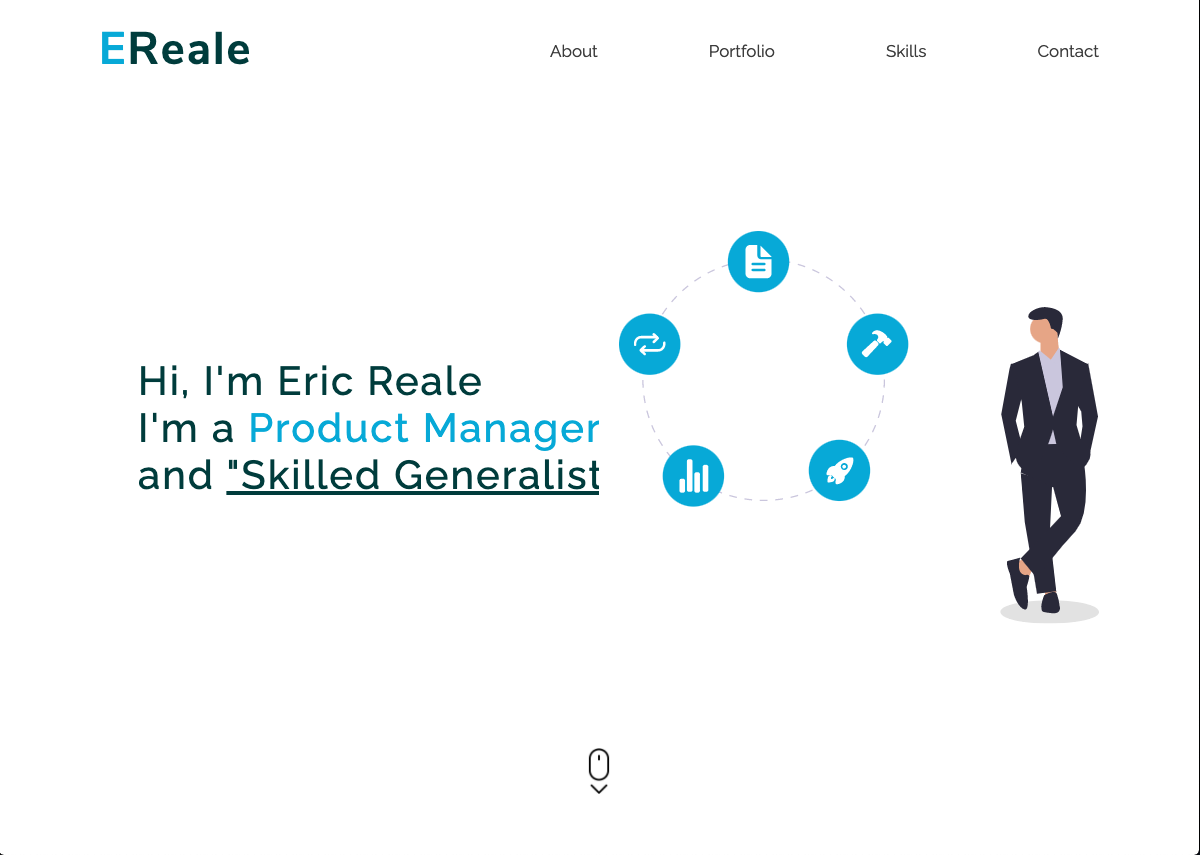 EReale
About Portfolio Skills Contact
Hi, I'm Eric Reale
I'm a Product Manager
and "Skilled Generalist